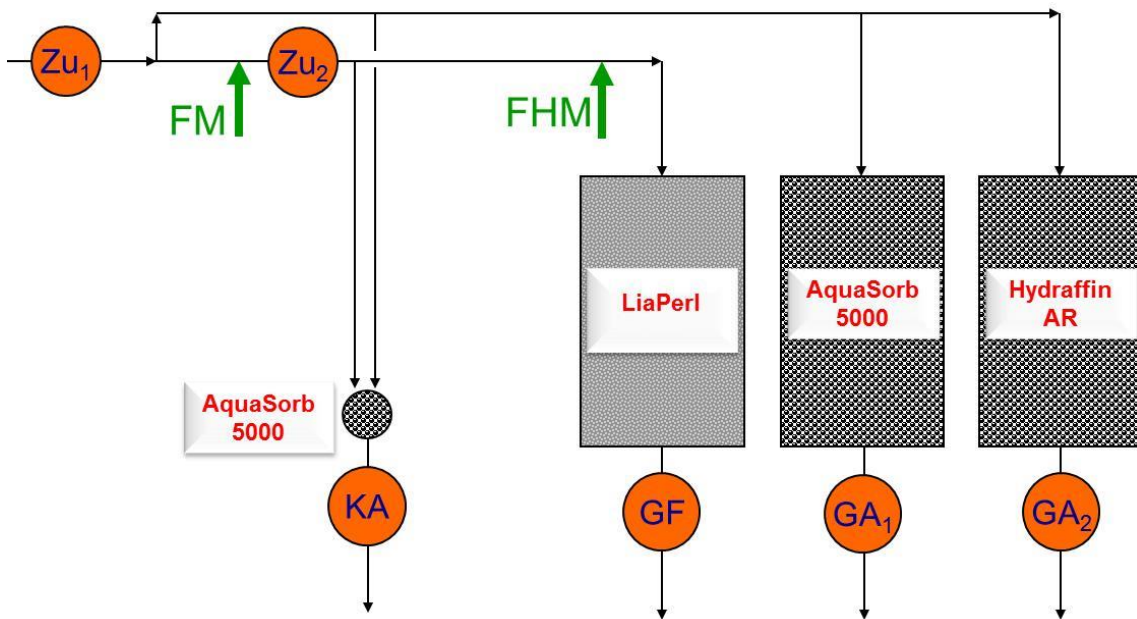 Zu₁
Zu₂
FM
FHM
LiaPerl
AquaSorb
5000
Hydraffin
AR
AquaSorb
5000
KA
GF
GA₁
GA₂